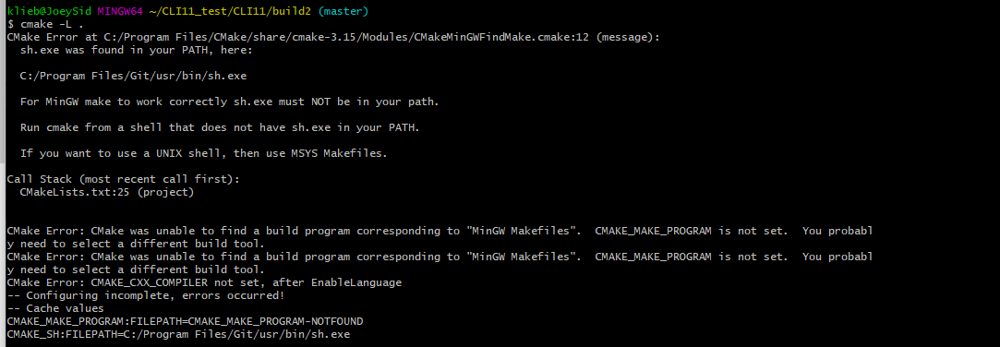 klieb@JoeySid MINGW64 ~/CLI11_test/CLI11/build2 (master)
$ cmake -L .
CMake Error at C:/Program Files/CMake/share/cmake-3.15/Modules/CMakeMinGWFindMake.cmake:12 (message):
  sh.exe was found in your PATH, here:

  C:/Program Files/Git/usr/bin/sh.exe

  For MinGW make to work correctly sh.exe must NOT be in your path.

  Run cmake from a shell that does not have sh.exe in your PATH.

  If you want to use a UNIX shell, then use MSYS Makefiles.

Call Stack (most recent call first):
  CMakeLists.txt:25 (project)


CMake Error: CMake was unable to find a build program corresponding to "MinGW Makefiles".  CMAKE_MAKE_PROGRAM is not set.  You probabl
y need to select a different build tool.
CMake Error: CMake was unable to find a build program corresponding to "MinGW Makefiles".  CMAKE_MAKE_PROGRAM is not set.  You probabl
y need to select a different build tool.
CMake Error: CMAKE_CXX_COMPILER not set, after EnableLanguage
-- Configuring incomplete, errors occurred!
-- Cache values
CMAKE_MAKE_PROGRAM:FILEPATH=CMAKE_MAKE_PROGRAM-NOTFOUND
CMAKE_SH:FILEPATH=C:/Program Files/Git/usr/bin/sh.exe